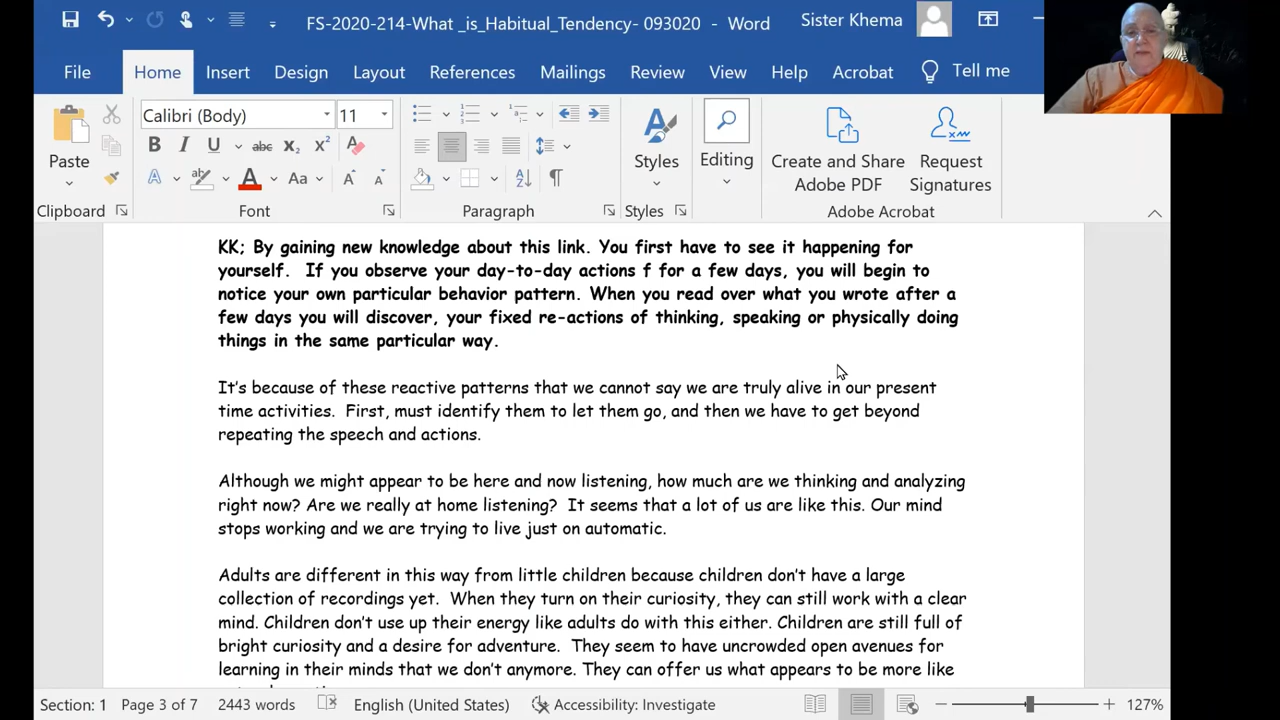 FS-2020-214-What _is_Habitual_Tendency- 093020 - Word
Sister Khema
File Home Insert Design Layout References Mailings Review View Help Acrobat Tell me
Calibri (Body) 11
Paste
Styles
Editing
Create and Share Adobe PDF
Request Signatures
Clipboard Font Paragraph Styles Adobe Acrobat
KK; By gaining new knowledge about this link. You first have to see it happening for
yourself. If you observe your day-to-day actions f for a few days, you will begin to
notice your own particular behavior pattern. When you read over what you wrote after a
few days you will discover, your fixed re-actions of thinking, speaking or physically doing
things in the same particular way.
It's because of these reactive patterns that we cannot say we are truly alive in our present
time activities. First, must identify them to let them go, and then we have to get beyond
repeating the speech and actions.
Although we might appear to be here and now listening, how much are we thinking and analyzing
right now? Are we really at home listening? It seems that a lot of us are like this. Our mind
stops working and we are trying to live just on automatic.
Adults are different in this way from little children because children don't have a large
collection of recordings yet. When they turn on their curiosity, they can still work with a clear
mind. Children don't use up their energy like adults do with this either. Children are still full of
bright curiosity and a desire for adventure. They seem to have uncrowded open avenues for
learning in their minds that we don't anymore. They can offer us what appears to be more like
Section: 1 Page 3 of 7 2443 words English (United States) Accessibility: Investigate 127%